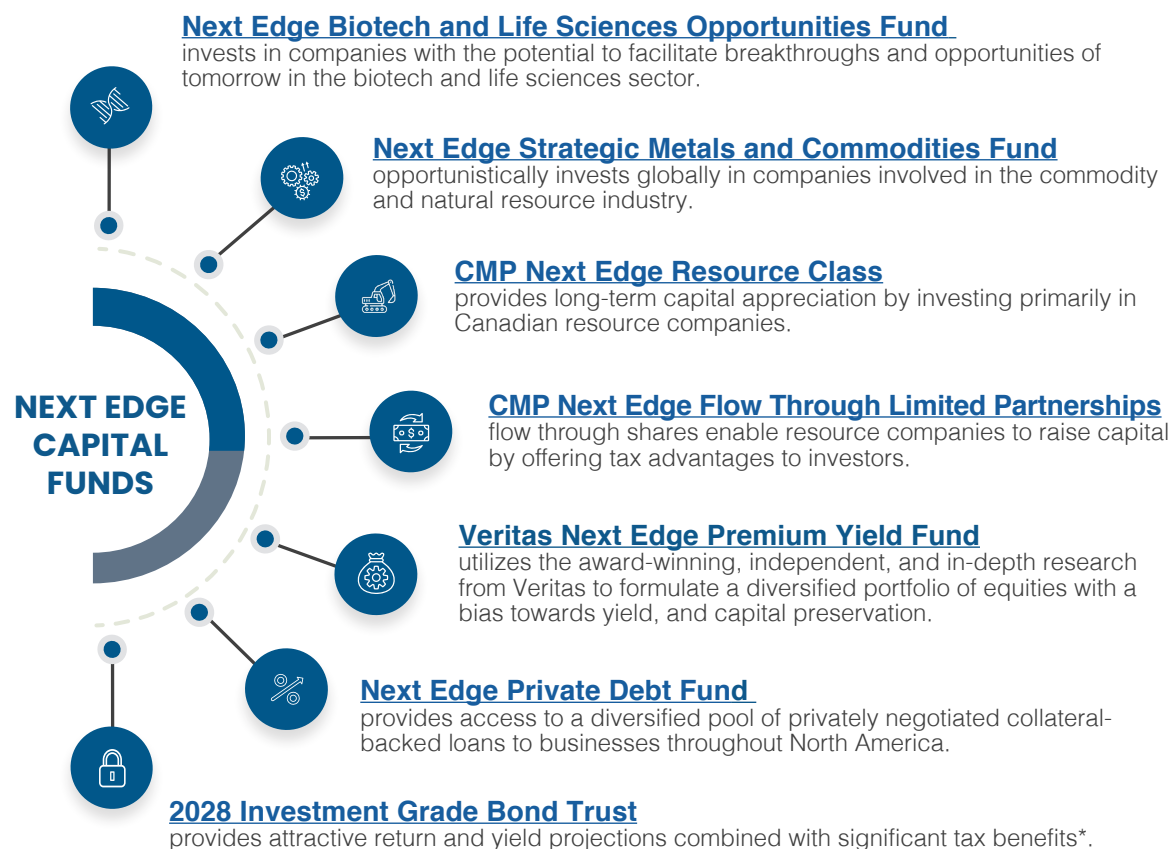 Next Edge Biotech and Life Sciences Opportunities Fund
invests in companies with the potential to facilitate breakthroughs and opportunities of
tomorrow in the biotech and life sciences sector.
Next Edge Strategic Metals and Commodities Fund
opportunistically invests globally in companies involved in the commodity
and natural resource industry.
CMP Next Edge Resource Class
provides long-term capital appreciation by investing primarily in
Canadian resource companies.
NEXT EDGE
CAPITAL
FUNDS
CMP Next Edge Flow Through Limited Partnerships
flow through shares enable resource companies to raise capital
by offering tax advantages to investors.
Veritas Next Edge Premium Yield Fund
utilizes the award-winning, independent, and in-depth research
from Veritas to formulate a diversified portfolio of equities with a
bias towards yield, and capital preservation.
Next Edge Private Debt Fund
provides access to a diversified pool of privately negotiated collateral-
backed loans to businesses throughout North America.
2028 Investment Grade Bond Trust
provides attractive return and yield projections combined with significant tax benefits*.